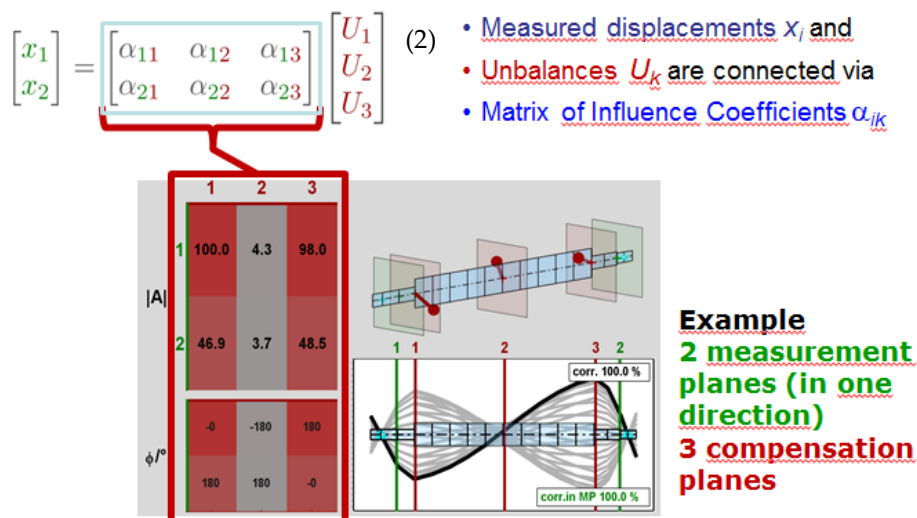 [x₁ x₂] = [α₁₁ α₁₂ α₁₃ α₂₁ α₂₂ α₂₃] [U₁ U₂ U₃] (2)
• Measured displacements xᵢ and
• Unbalances Uₖ are connected via
• Matrix of Influence Coefficients αᵢₖ
1 2 3
1 100.0 4.3 98.0
|A|
2 46.9 3.7 48.5
-0 -180 180
ϕ/°
180 180 -0
1 1 2 3 2
corr. 100.0 %
corr.in MP 100.0 %
Example
2 measurement
planes (in one
direction)
3 compensation
planes